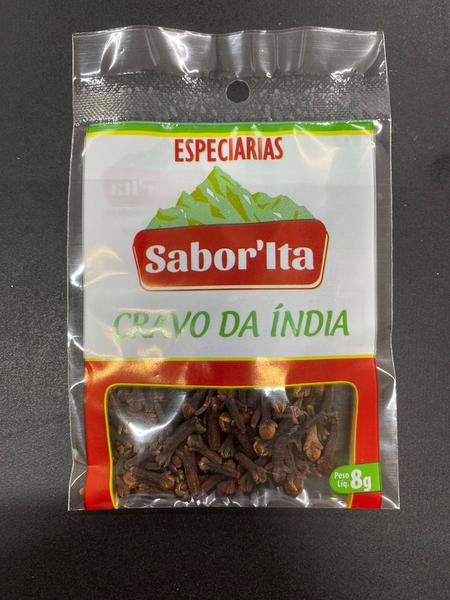 ESPECIARIAS
Sabor'Ita
CRAVO DA ÍNDIA
Peso
Líq. 8g